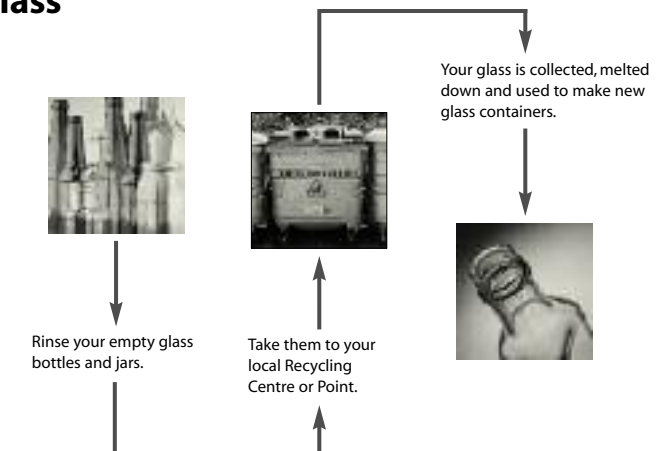 lass
Rinse your empty glass
bottles and jars.
Take them to your
local Recycling
Centre or Point.
Your glass is collected, melted
down and used to make new
glass containers.